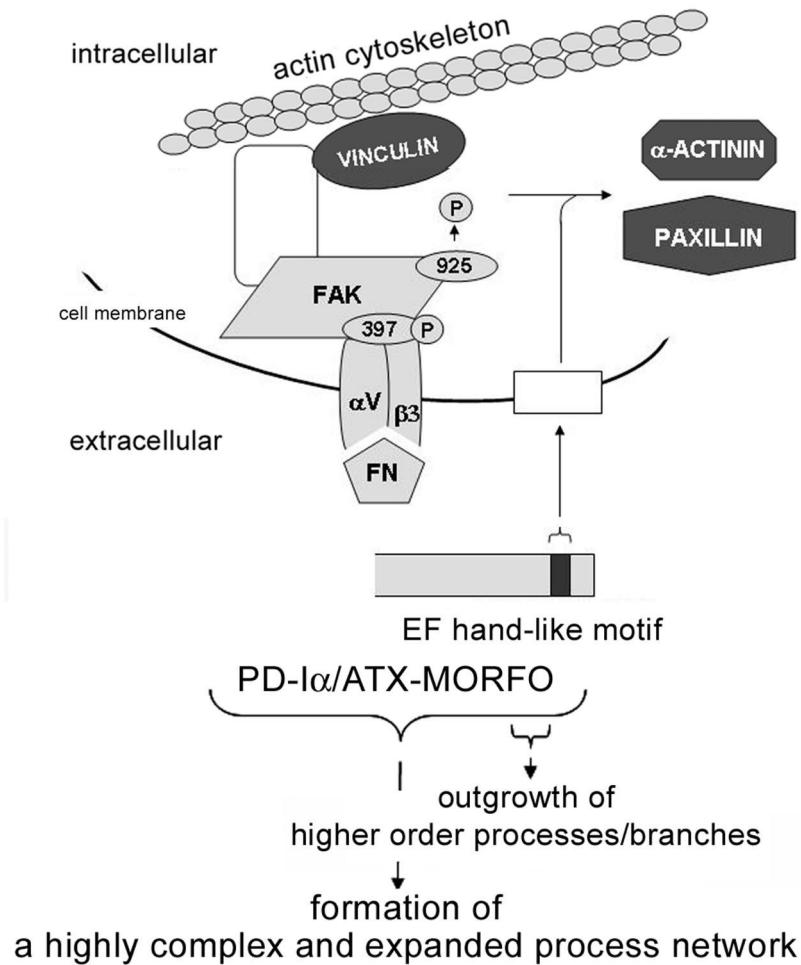 intracellular
actin cytoskeleton
VINCULIN
α-ACTININ
P
PAXILLIN
925
FAK
cell membrane
397
P
αV
β3
extracellular
FN
EF hand-like motif
PD-Iα/ATX-MORFO
outgrowth of
higher order processes/branches
formation of
a highly complex and expanded process network